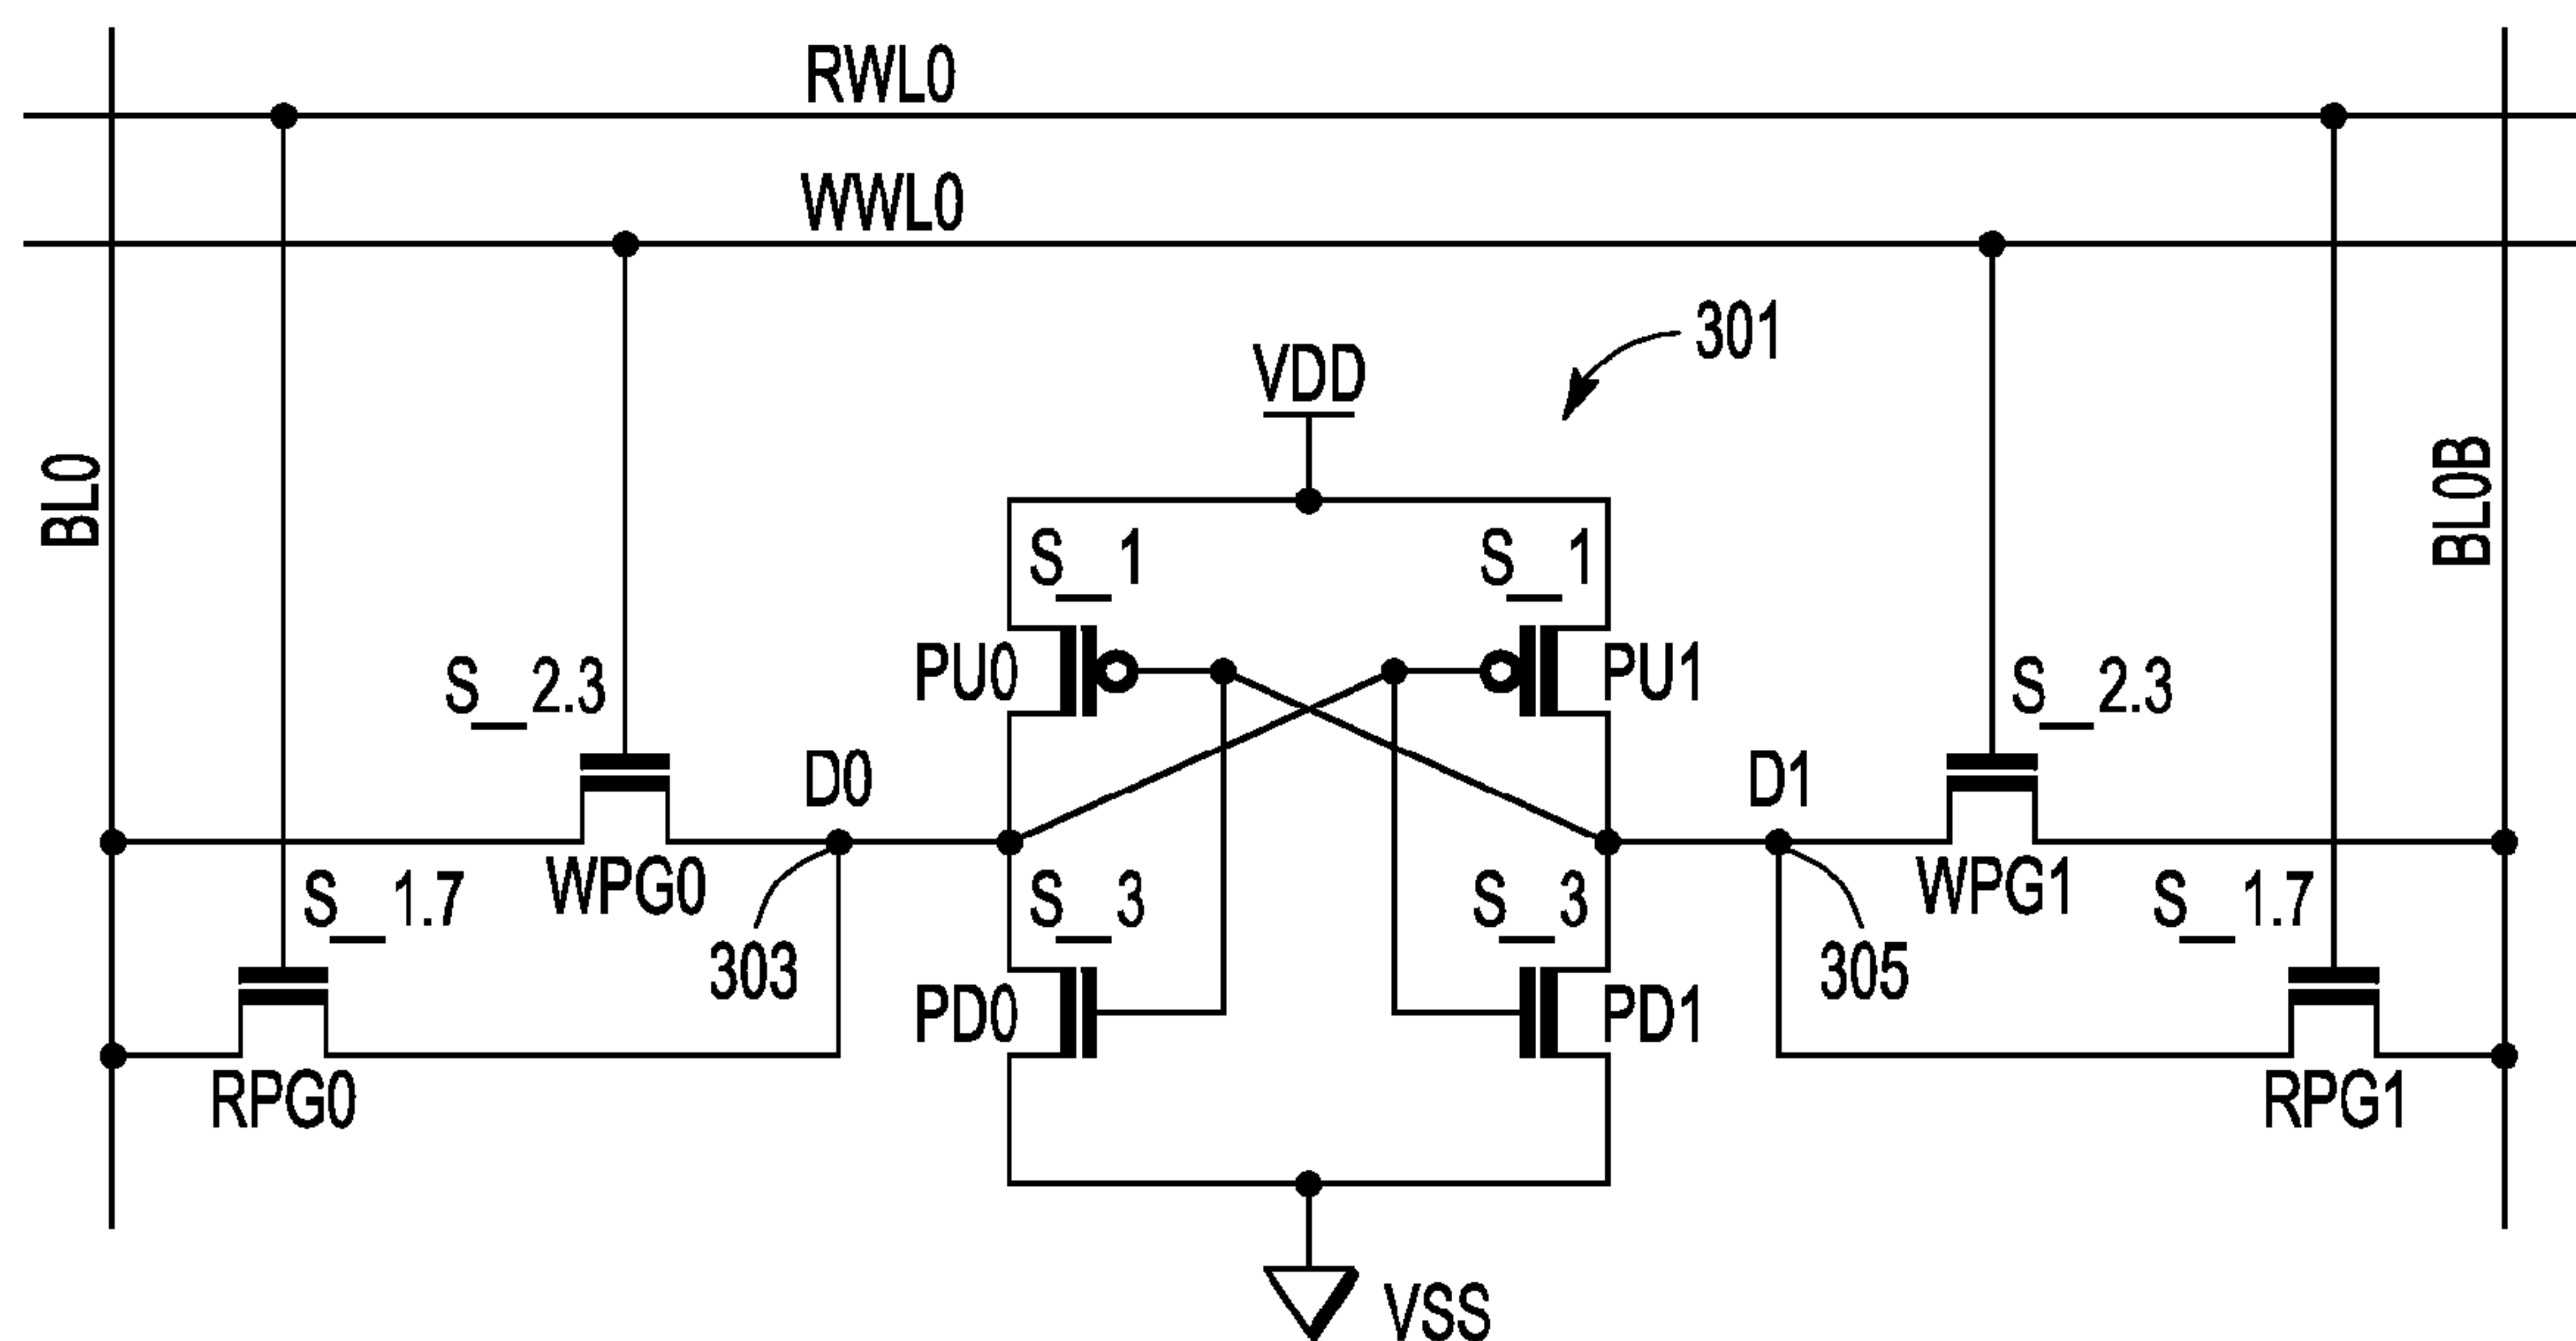 RWL0
WWL0
301
VDD
BL0
BL0B
S_1
S_1
PU0
PU1
S_2.3
S_2.3
D0
D1
WPG0
WPG1
S_1.7
S_3
S_3
S_1.7
303
305
PD0
PD1
RPG0
RPG1
VSS